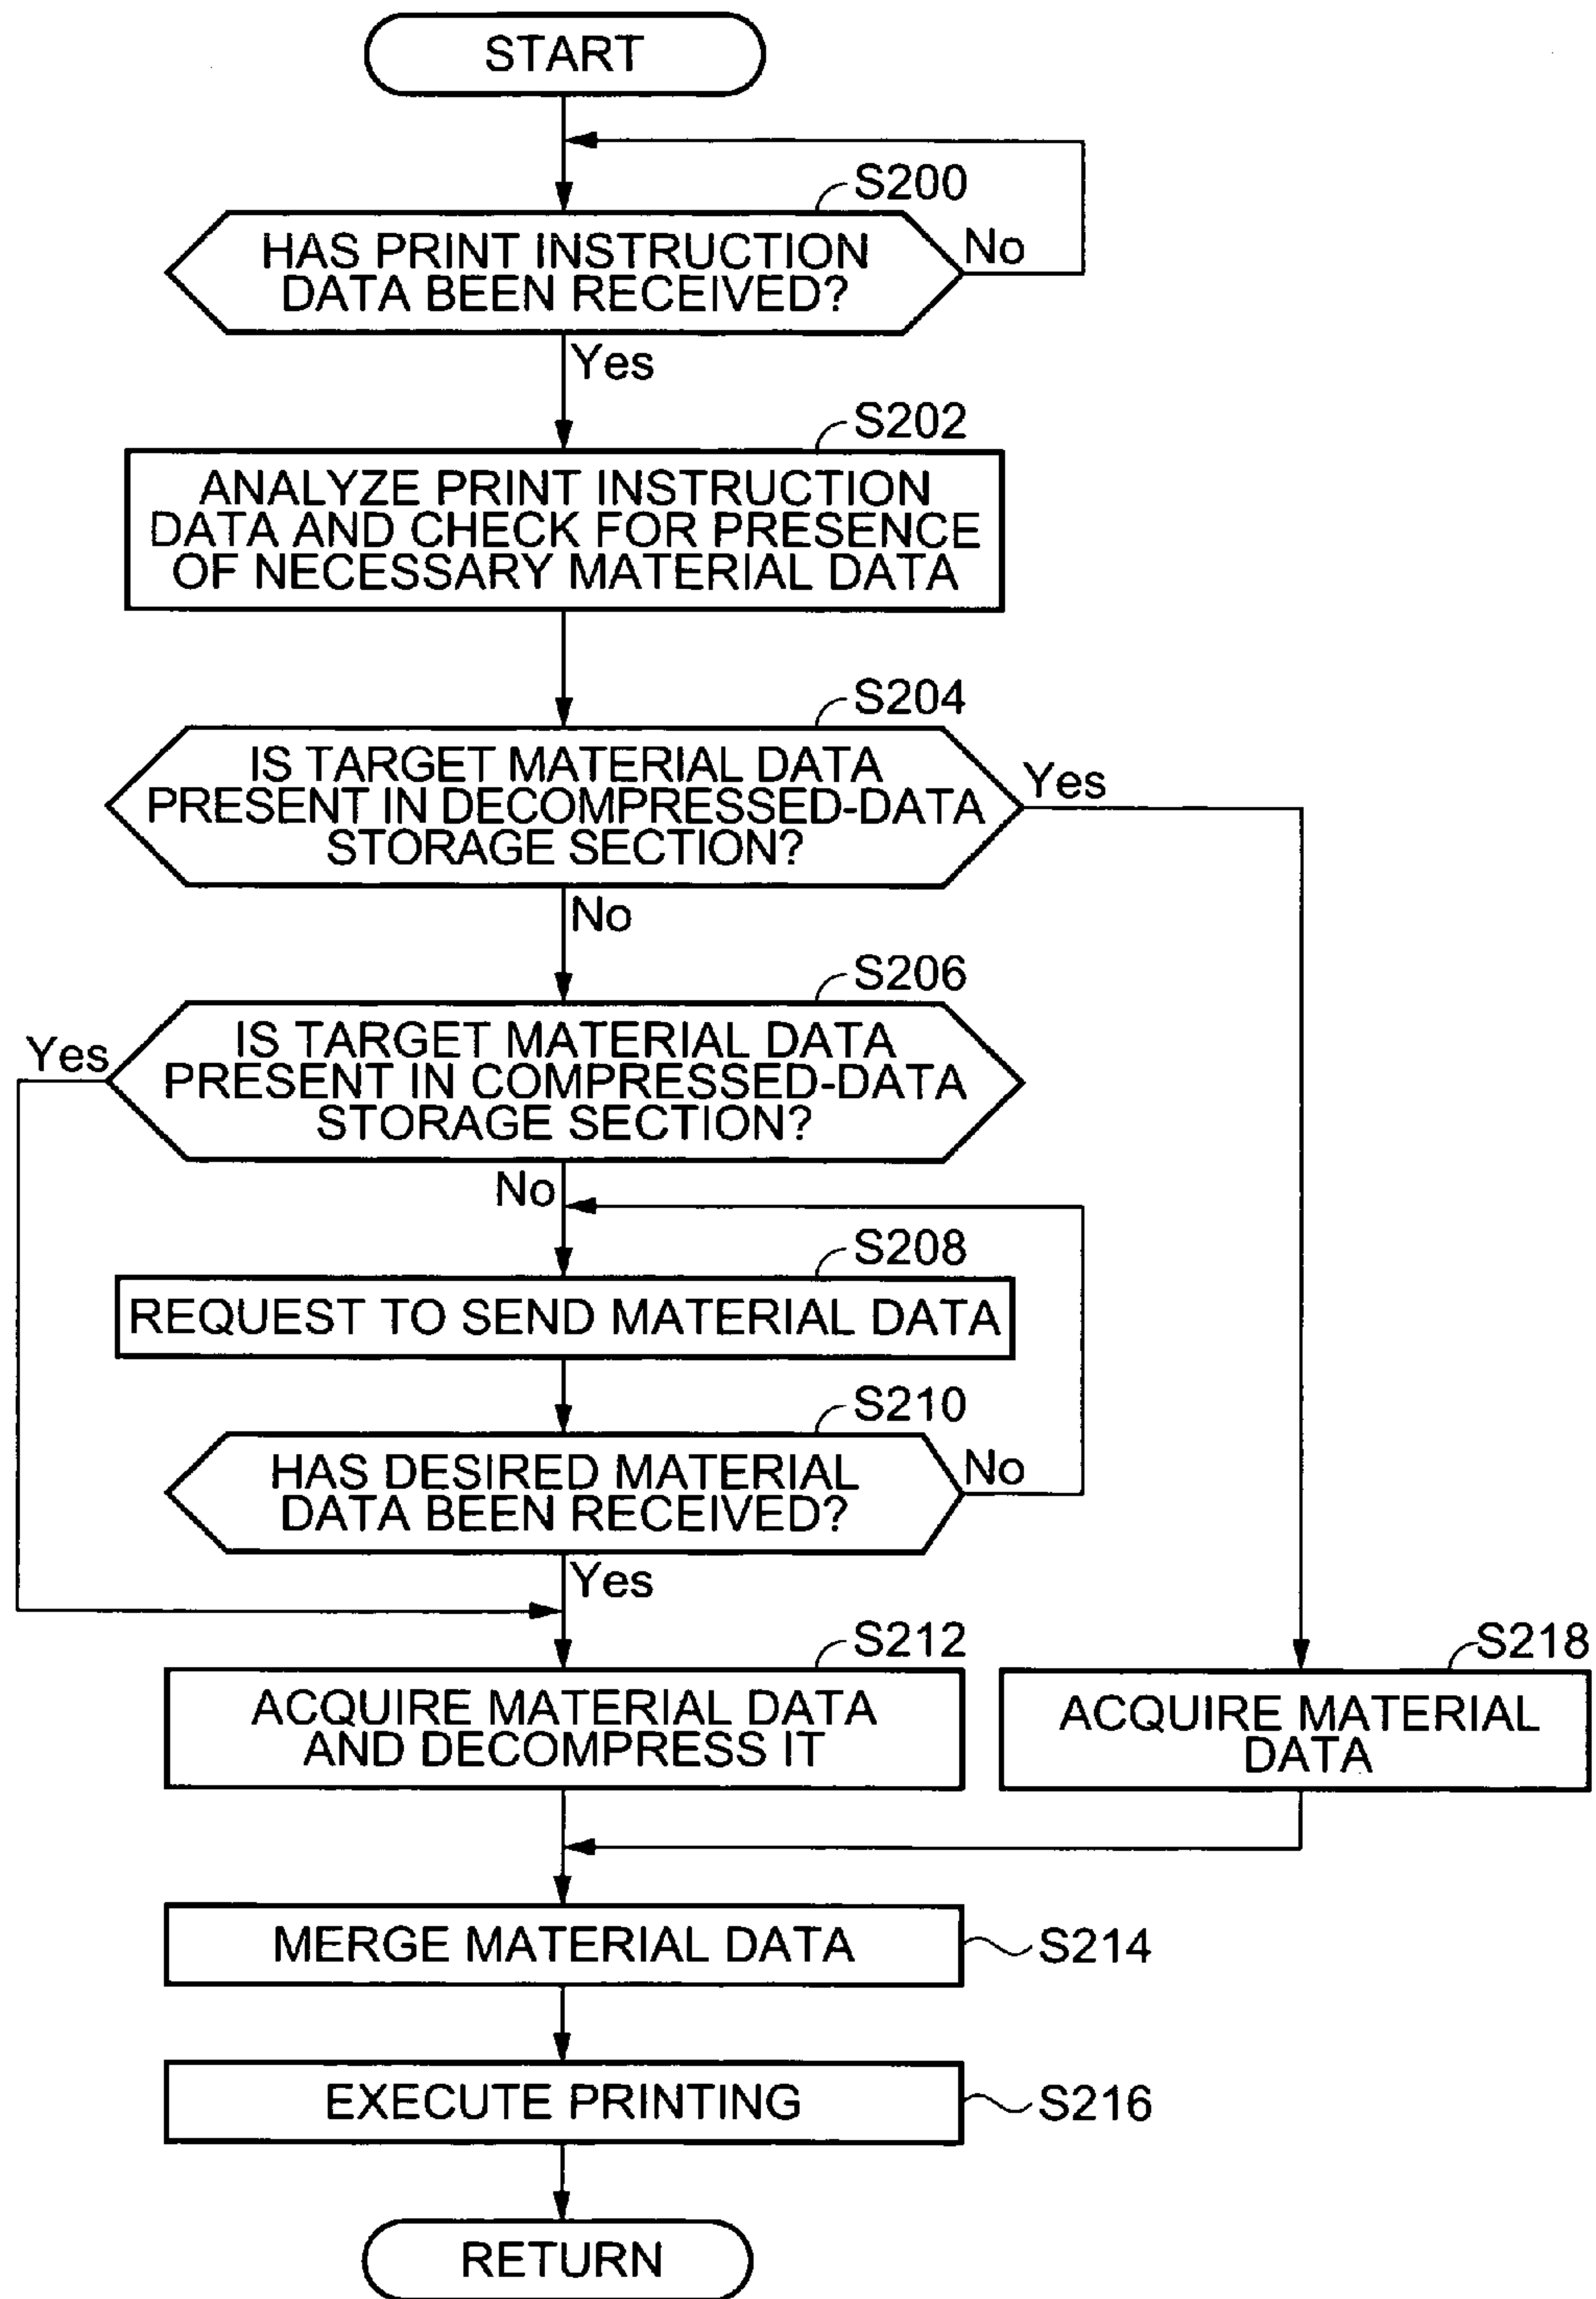 START
S200
HAS PRINT INSTRUCTION
DATA BEEN RECEIVED?
No
Yes
S202
ANALYZE PRINT INSTRUCTION
DATA AND CHECK FOR PRESENCE
OF NECESSARY MATERIAL DATA
S204
IS TARGET MATERIAL DATA
PRESENT IN DECOMPRESSED-DATA
STORAGE SECTION?
Yes
No
S206
IS TARGET MATERIAL DATA
PRESENT IN COMPRESSED-DATA
STORAGE SECTION?
Yes
No
S208
REQUEST TO SEND MATERIAL DATA
S210
HAS DESIRED MATERIAL
DATA BEEN RECEIVED?
No
Yes
S212
ACQUIRE MATERIAL DATA
AND DECOMPRESS IT
S218
ACQUIRE MATERIAL
DATA
MERGE MATERIAL DATA
S214
EXECUTE PRINTING
S216
RETURN